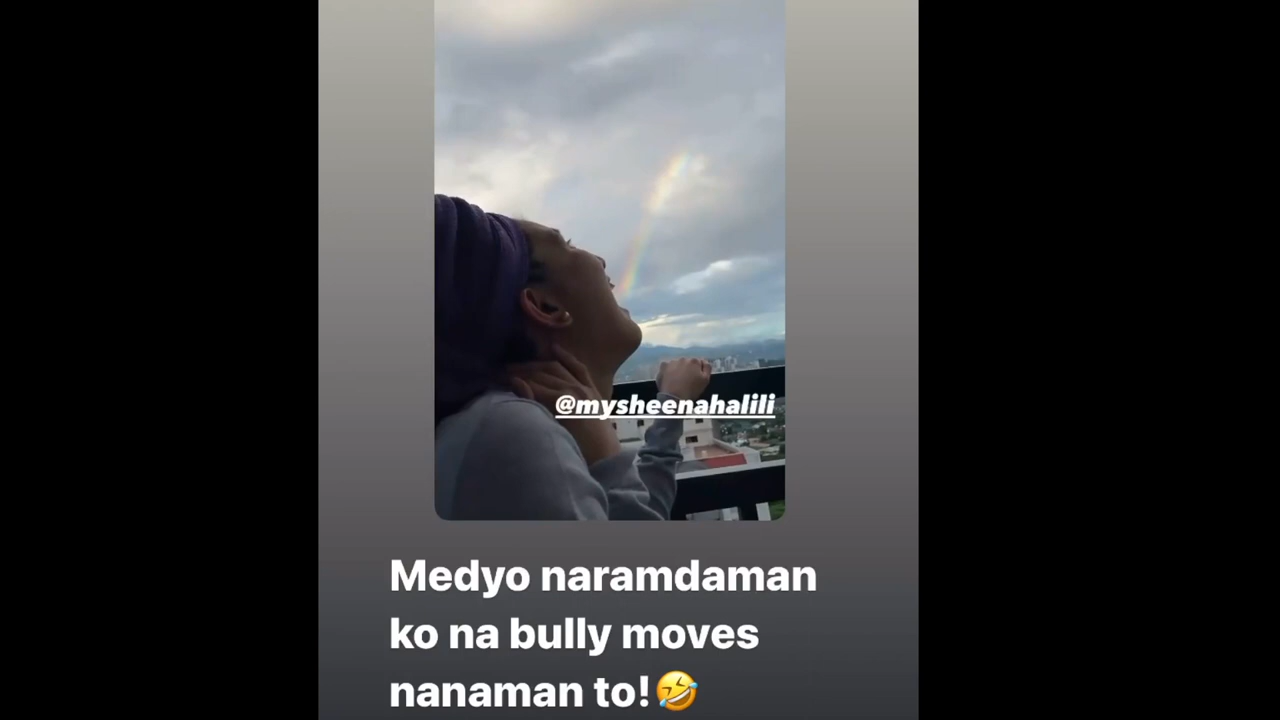 @mysheenahalili
Medyo naramdaman
ko na bully moves
nanaman to!🤣